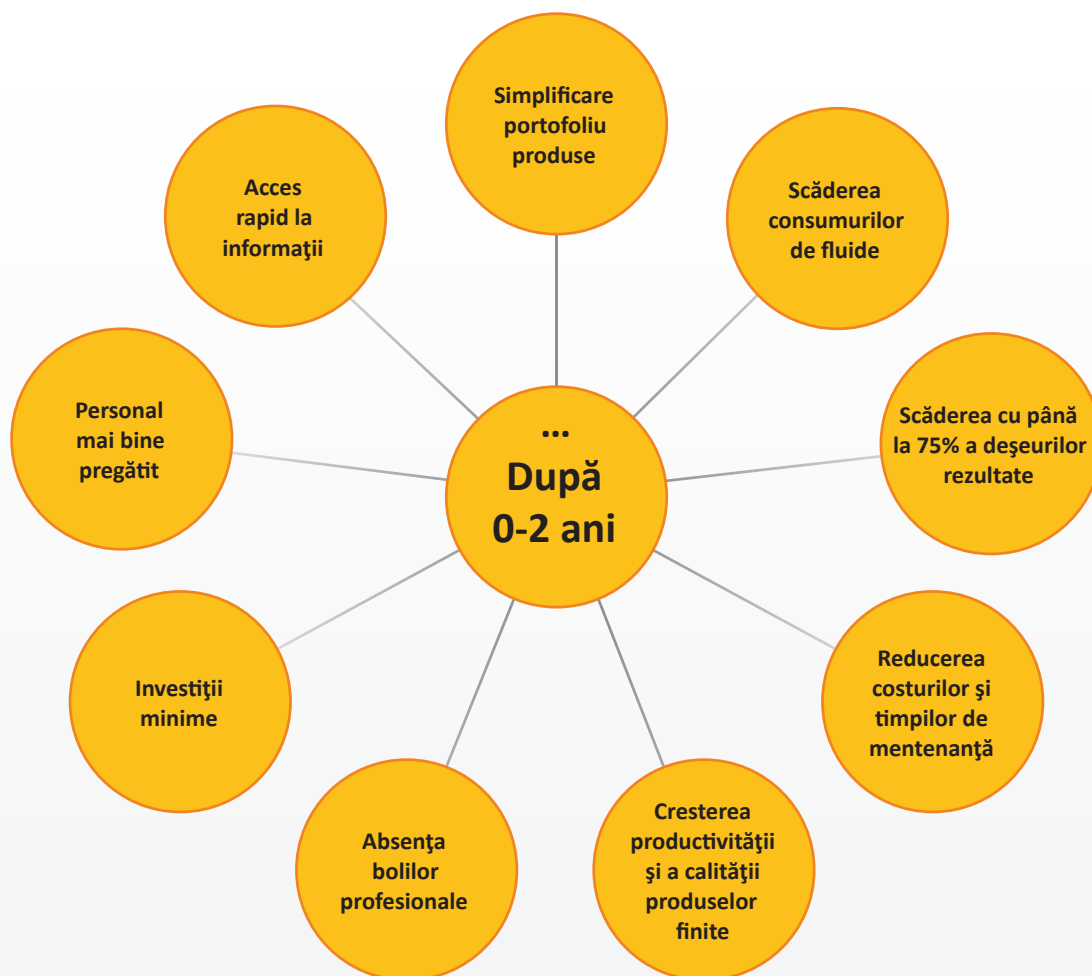 Simplificare
portofoliu
produse
Scăderea
consumurilor
de fluide
Scăderea cu până
la 75% a deşeurilor
rezultate
Reducerea
costurilor şi
timpilor de
mentenanţă
Cresterea
productivităţii
şi a calităţii
produselor
finite
Absenţa
bolilor
profesionale
Investiţii
minime
Personal
mai bine
pregătit
Acces
rapid la
informaţii
...
După
0-2 ani